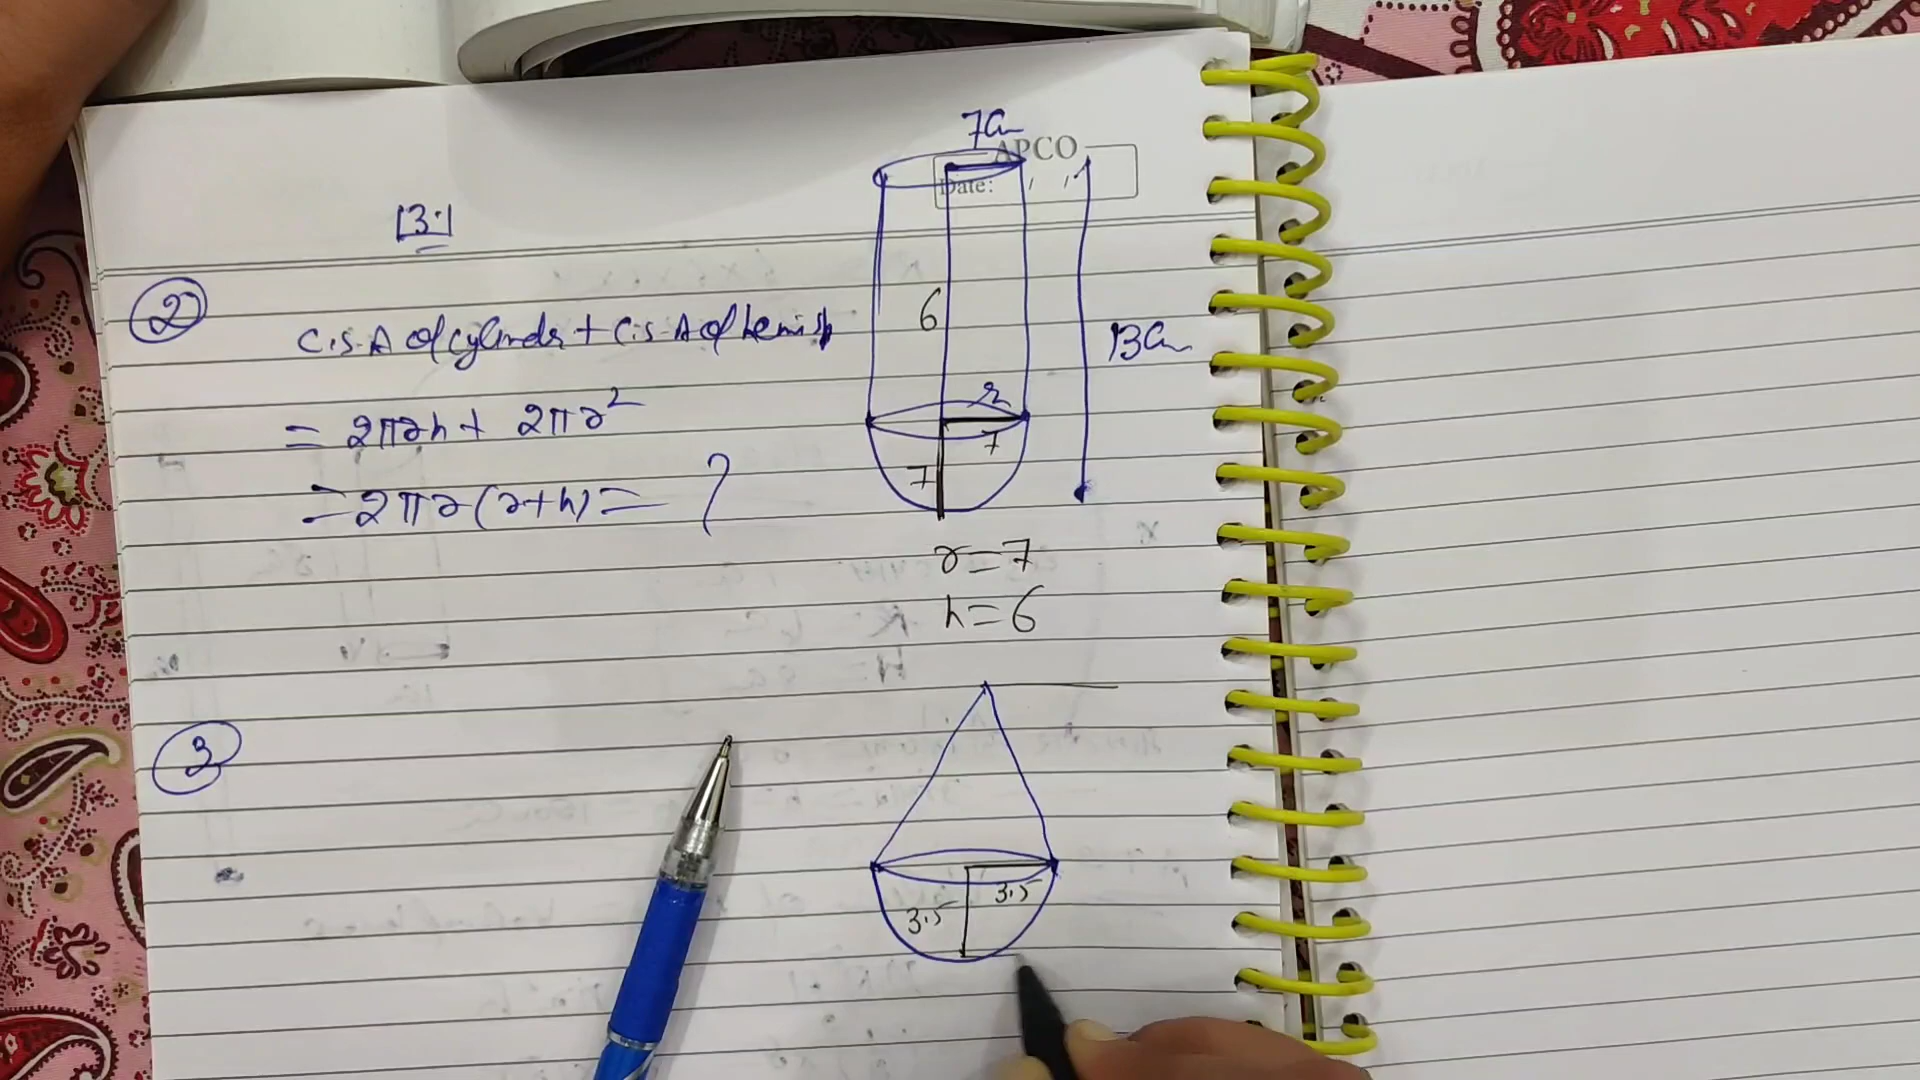 7Cm
APCO
Date: / /
13.1
2
6
C.S.A of cylinder + C.S.A of hemisp
13Cm
r
= 2πrh + 2πr²
7
7
= 2πr(r+h) = ?
r=7
h=6
3
3.5
3.5